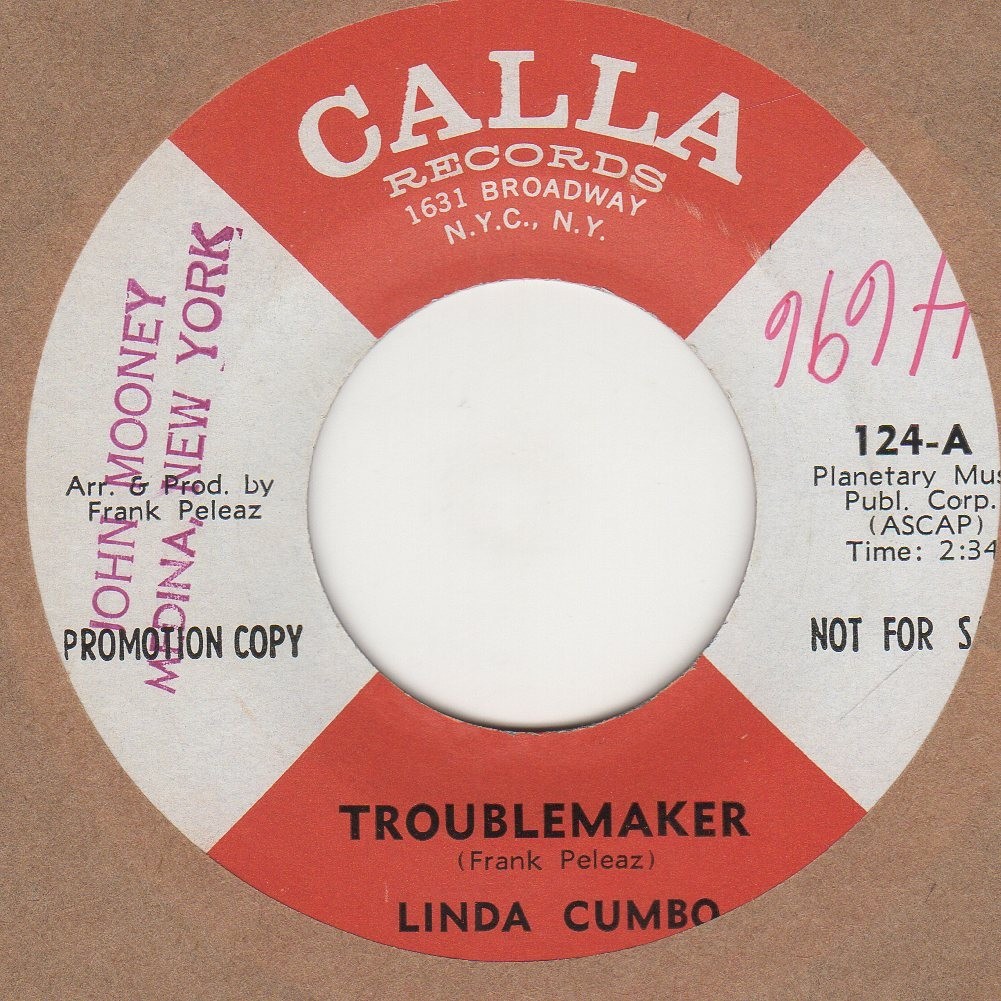 CALLA
RECORDS
1631 BROADWAY
N.Y.C., N.Y.
JOHN MOONEY
MEDINA, NEW YORK
Arr. & Prod. by
Frank Peleaz
PROMOTION COPY
124-A
Planetary Mus
Publ. Corp.
(ASCAP)
Time: 2:34
NOT FOR S
TROUBLEMAKER
(Frank Peleaz)
LINDA CUMBO